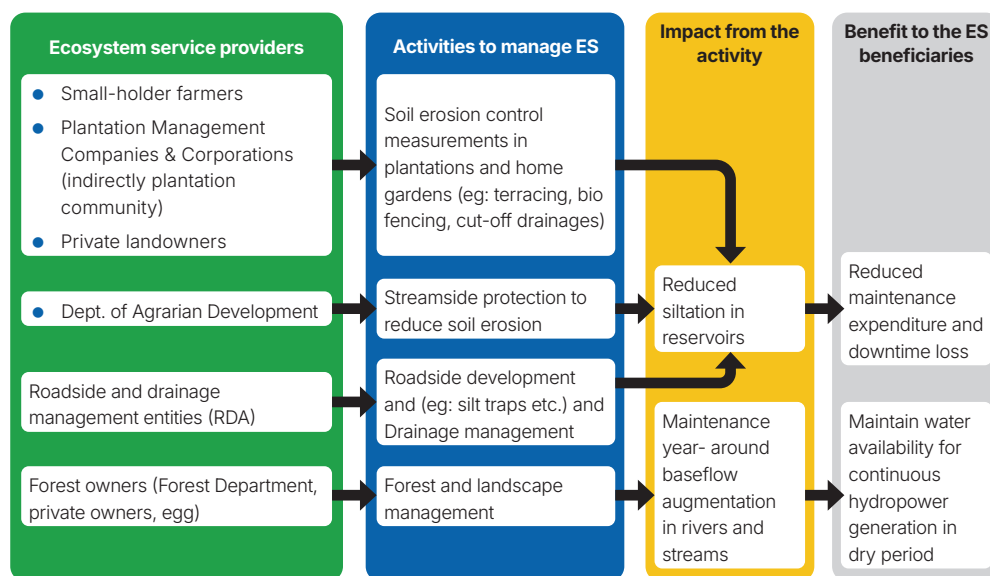 Ecosystem service providers
Small-holder farmers
Plantation Management
Companies & Corporations
(indirectly plantation
community)
Private landowners
Dept. of Agrarian Development
Roadside and drainage
management entities (RDA)
Forest owners (Forest Department,
private owners, egg)
Activities to manage ES
Soil erosion control
measurements in
plantations and home
gardens (eg: terracing, bio
fencing, cut-off drainages)
Streamside protection to
reduce soil erosion
Roadside development
and (eg: silt traps etc.) and
Drainage management
Forest and landscape
management
Impact from the
activity
Reduced
siltation in
reservoirs
Maintenance
year- around
baseflow
augmentation
in rivers and
streams
Benefit to the ES
beneficiaries
Reduced
maintenance
expenditure and
downtime loss
Maintain water
availability for
continuous
hydropower
generation in
dry period